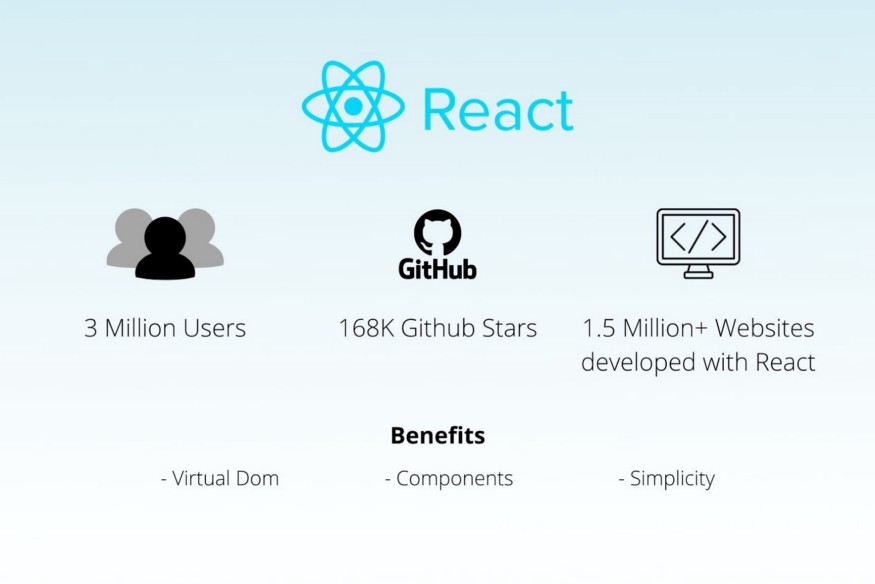 React
GitHub
3 Million Users
168K Github Stars
1.5 Million+ Websites
developed with React
Benefits
- Virtual Dom
- Components
- Simplicity